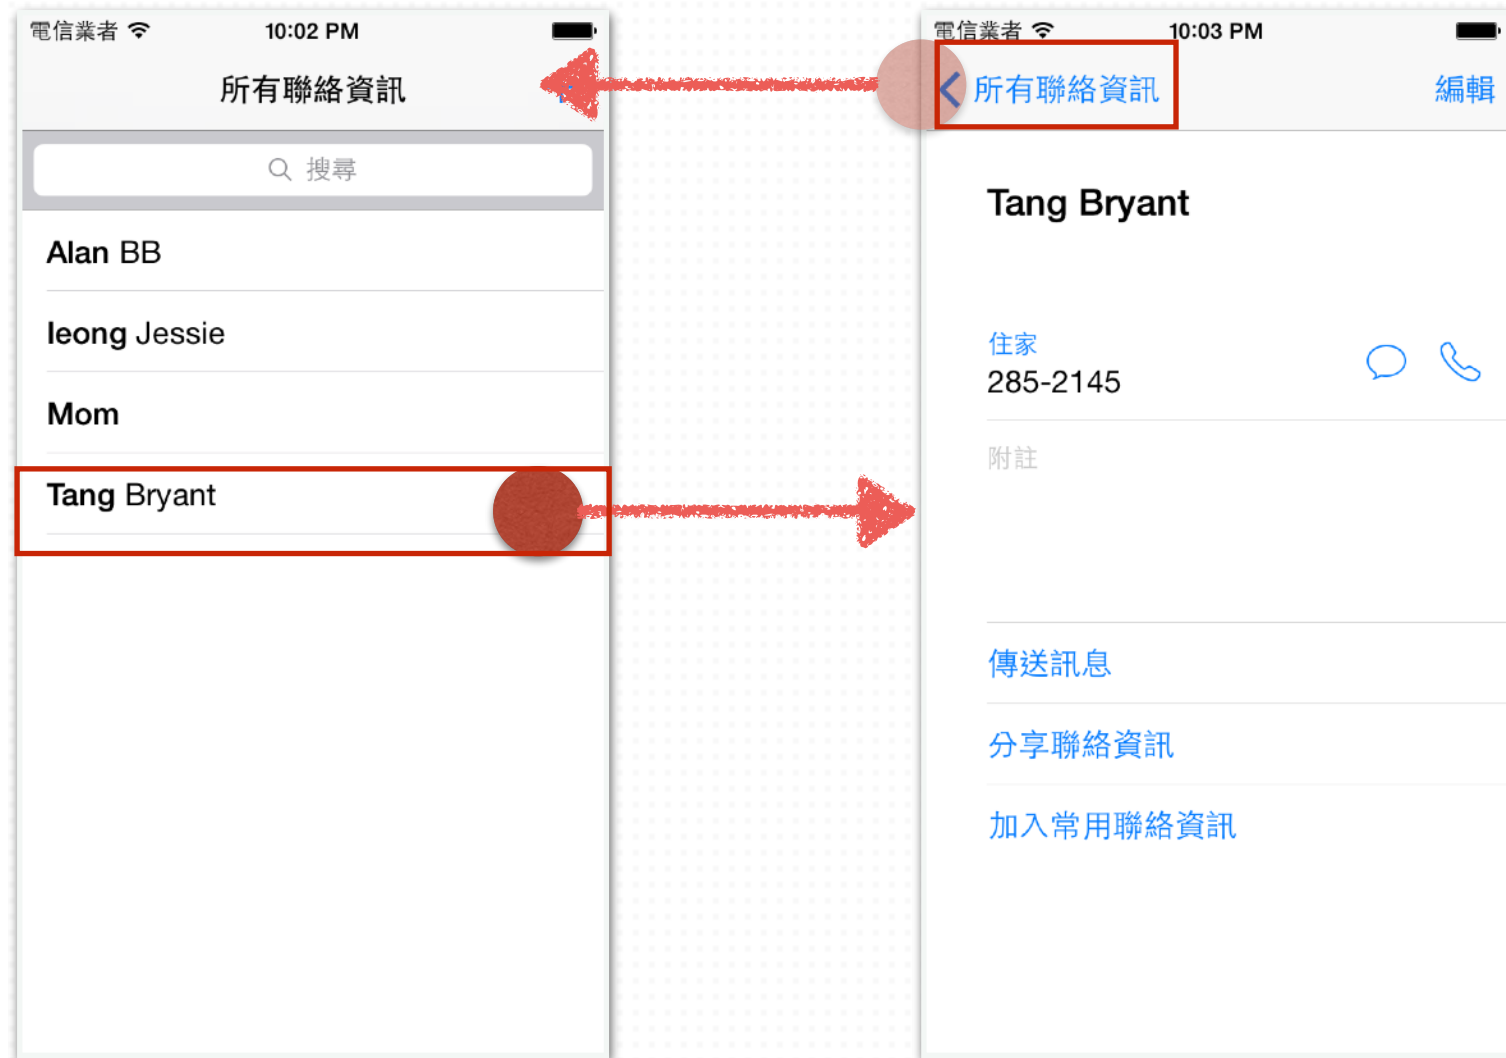 電信業者 10:02 PM
所有聯絡資訊
搜尋
Alan BB
Ieong Jessie
Mom
Tang Bryant
電信業者 10:03 PM
所有聯絡資訊 編輯
Tang Bryant
住家
285-2145
附註
傳送訊息
分享聯絡資訊
加入常用聯絡資訊